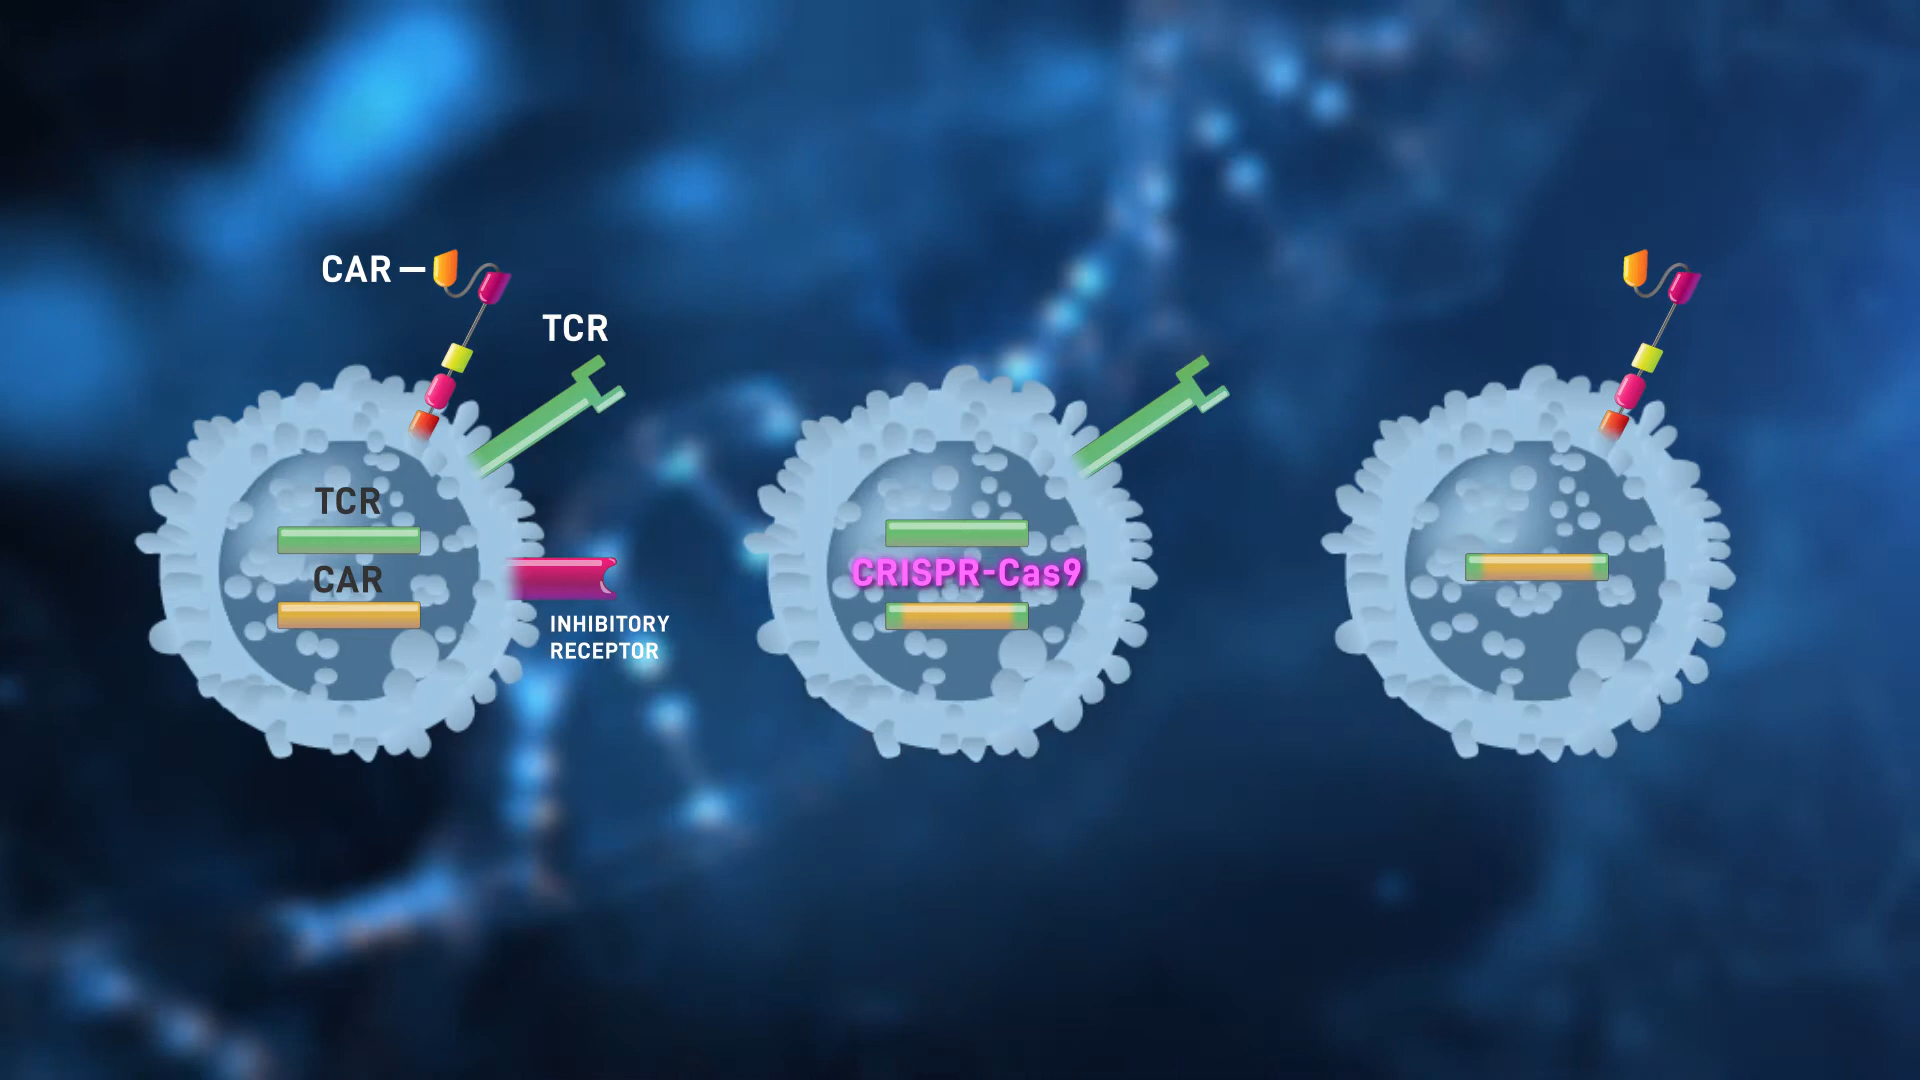 CAR
TCR
TCR
CAR
INHIBITORY
RECEPTOR
CRISPR-Cas9